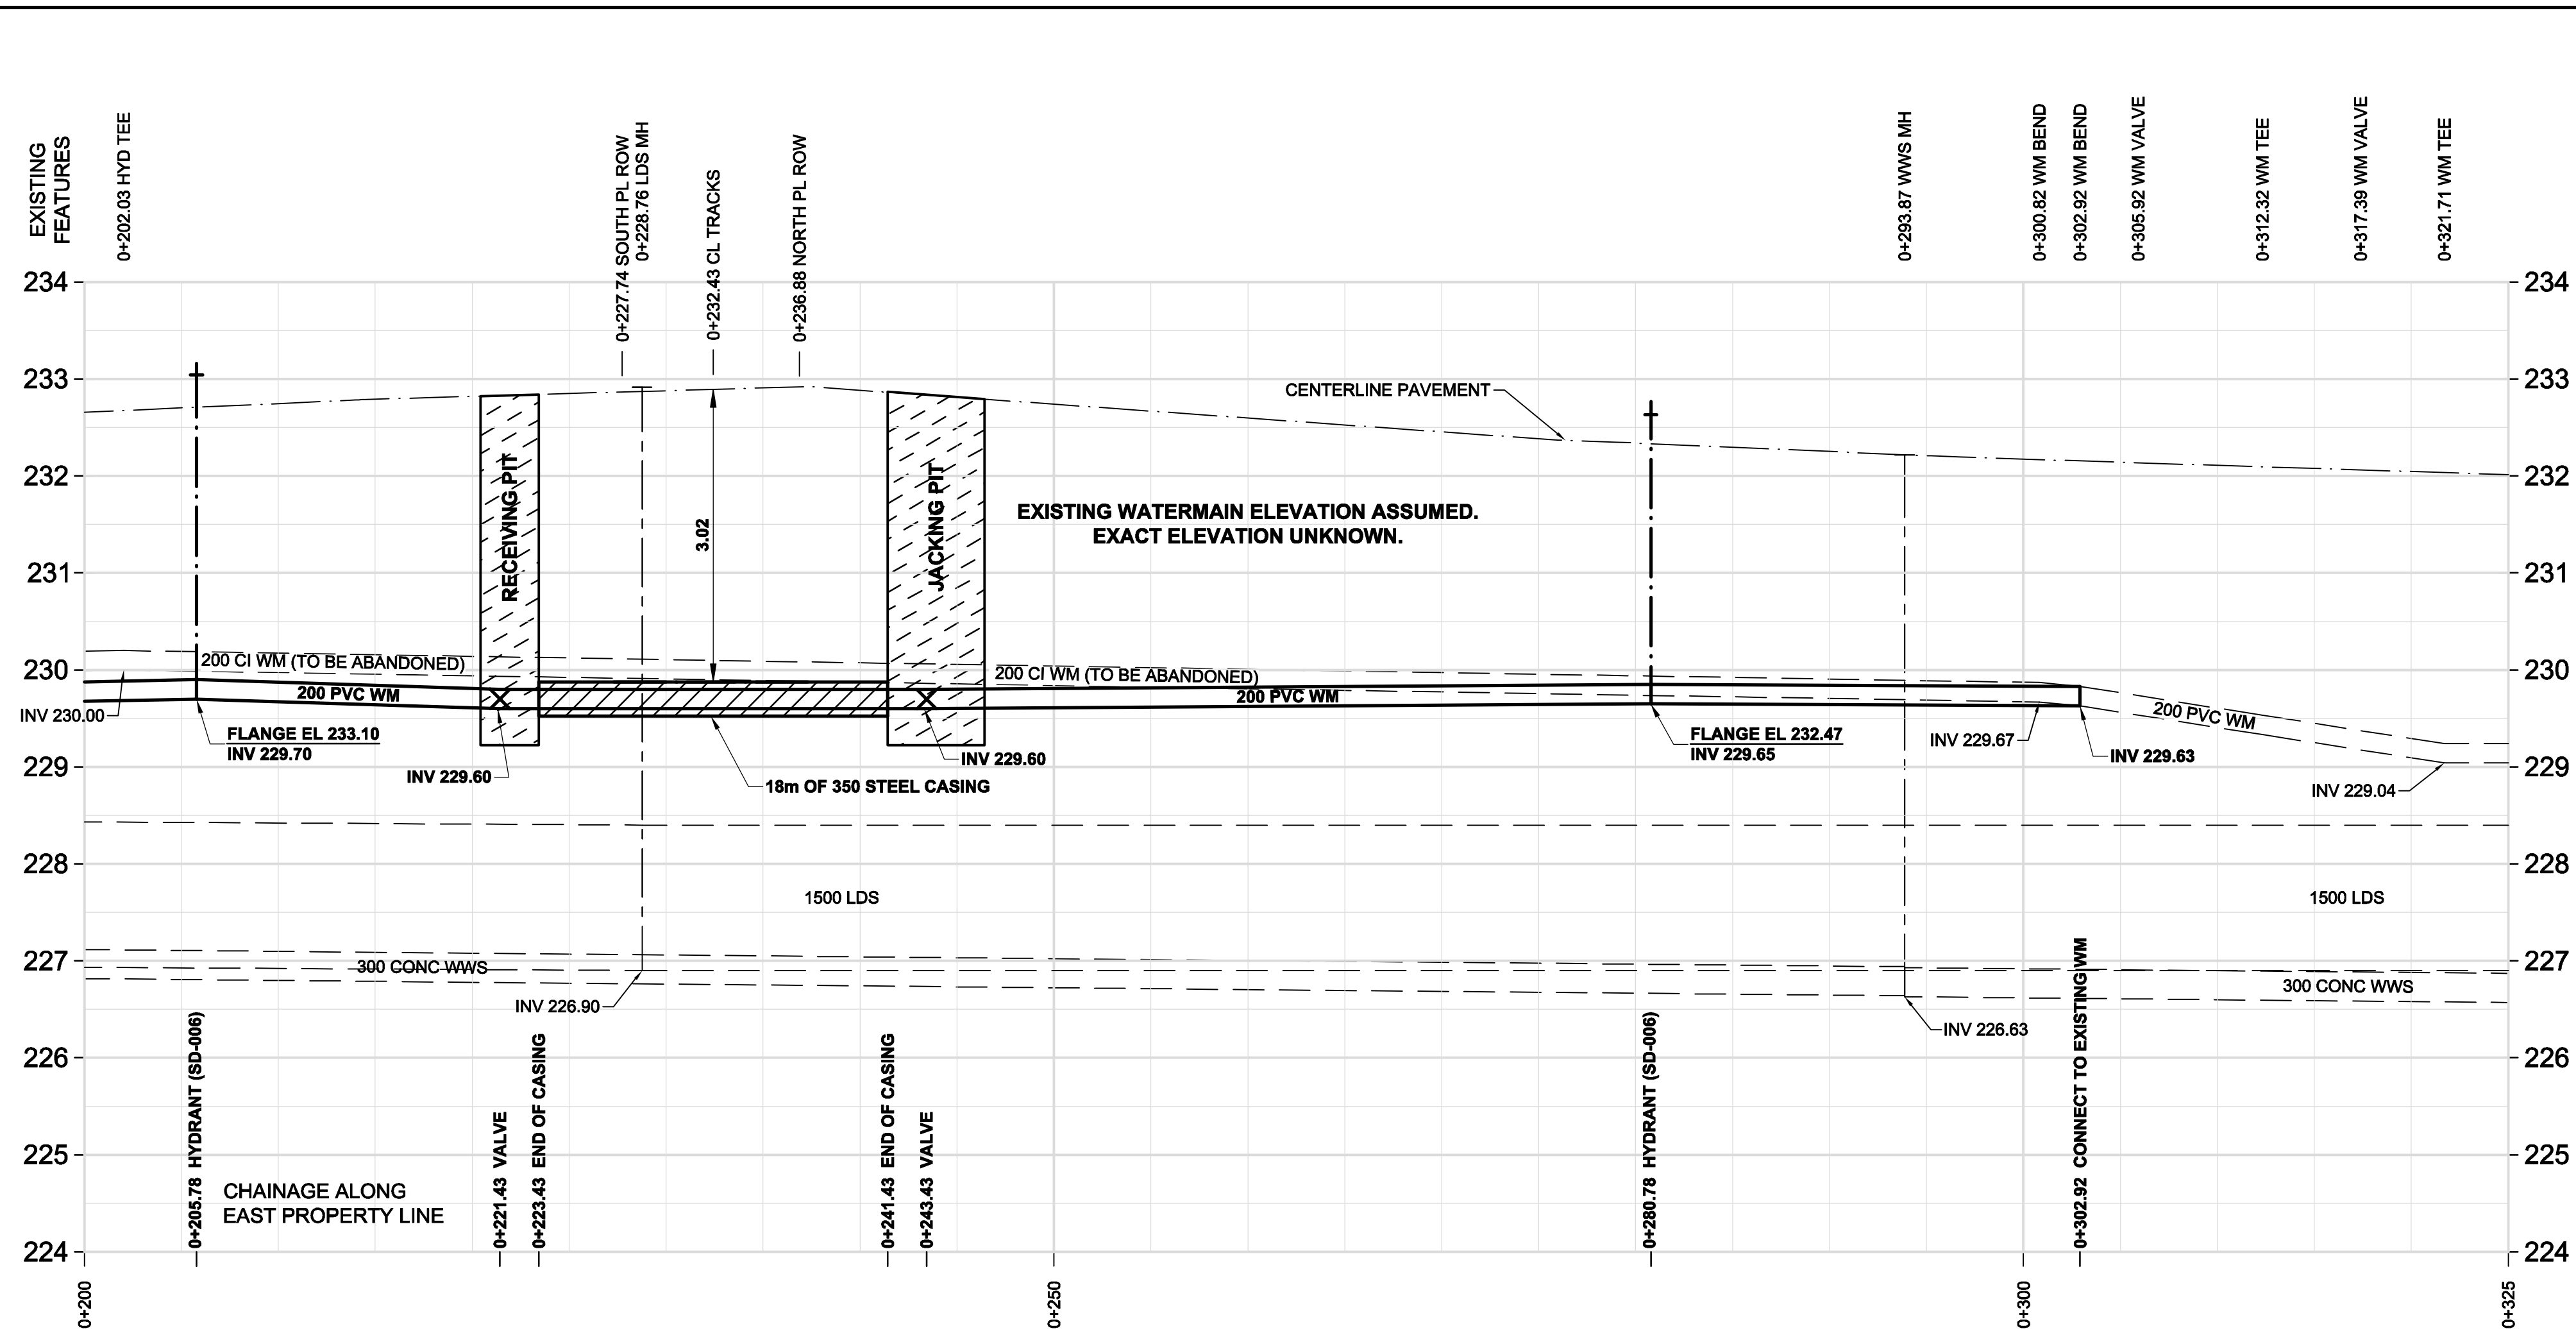 EXISTING
FEATURES
0+202.03 HYD TEE
0+227.74 SOUTH PL ROW
0+228.76 LDS MH
0+232.43 CL TRACKS
0+236.88 NORTH PL ROW
0+293.87 WWS MH
0+300.82 WM BEND
0+302.92 WM BEND
0+305.92 WM VALVE
0+312.32 WM TEE
0+317.39 WM VALVE
0+321.71 WM TEE
234
234
233
233
CENTERLINE PAVEMENT
232
232
RECEIVING PIT
3.02
JACKING PIT
EXISTING WATERMAIN ELEVATION ASSUMED.
EXACT ELEVATION UNKNOWN.
231
231
230
230
200 CI WM (TO BE ABANDONED)
200 CI WM (TO BE ABANDONED)
200 PVC WM
200 PVC WM
200 PVC WM
INV 230.00
FLANGE EL 233.10
INV 229.70
INV 229.60
INV 229.60
18m OF 350 STEEL CASING
FLANGE EL 232.47
INV 229.65
INV 229.67
INV 229.63
INV 229.04
229
229
228
228
1500 LDS
1500 LDS
227
227
300 CONC WWS
300 CONC WWS
INV 226.90
INV 226.63
226
226
225
225
224
224
0+205.78 HYDRANT (SD-006)
CHAINAGE ALONG
EAST PROPERTY LINE
0+221.43 VALVE
0+223.43 END OF CASING
0+241.43 END OF CASING
0+243.43 VALVE
0+280.78 HYDRANT (SD-006)
0+302.92 CONNECT TO EXISTING WM
0+200
0+250
0+300
0+325